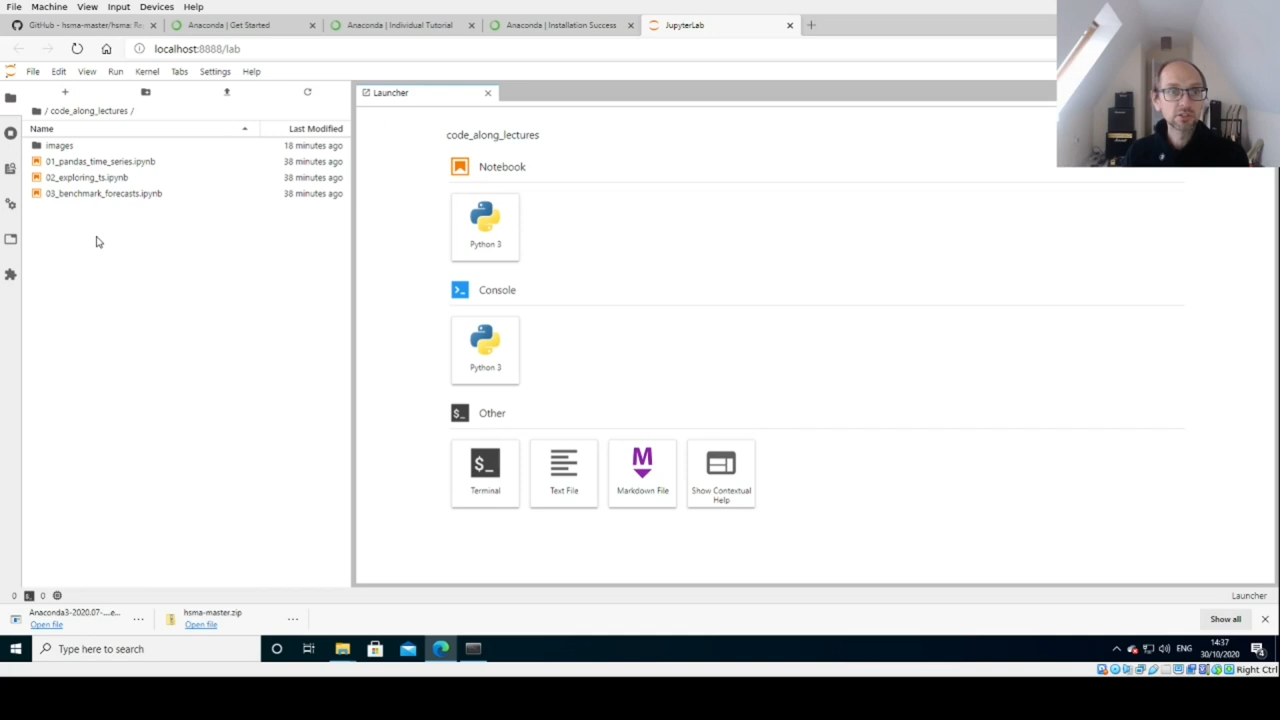 File Machine View Input Devices Help
GitHub - hsma-master/hsma: Re
Anaconda | Get Started
Anaconda | Individual Tutorial
Anaconda | Installation Success
JupyterLab
localhost:8888/lab
File Edit View Run Kernel Tabs Settings Help
Launcher
/ code_along_lectures /
Name Last Modified
images 18 minutes ago
01_pandas_time_series.ipynb 38 minutes ago
02_exploring_ts.ipynb 38 minutes ago
03_benchmark_forecasts.ipynb 38 minutes ago
code_along_lectures
Notebook
Python 3
Console
Python 3
$_ Other
$_
Terminal
Text File
M
Markdown File
Show Contextual
Help
0 0
Launcher
Anaconda3-2020.07-....e...
Open file
hsma-master.zip
Open file
Show all
Type here to search
ENG
14:37
30/10/2020
4
Right Ctrl